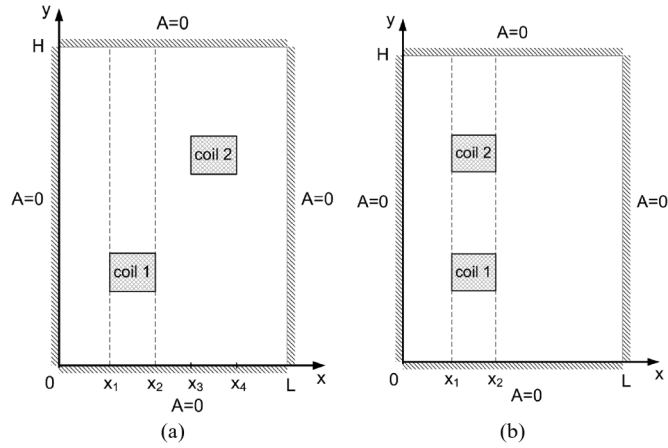 y
A=0
H
coil 2
A=0
A=0
coil 1
0
x₁
x₂
x₃
x₄
L
x
A=0
(a)
y
A=0
H
coil 2
A=0
A=0
coil 1
0
x₁
x₂
L
x
A=0
(b)